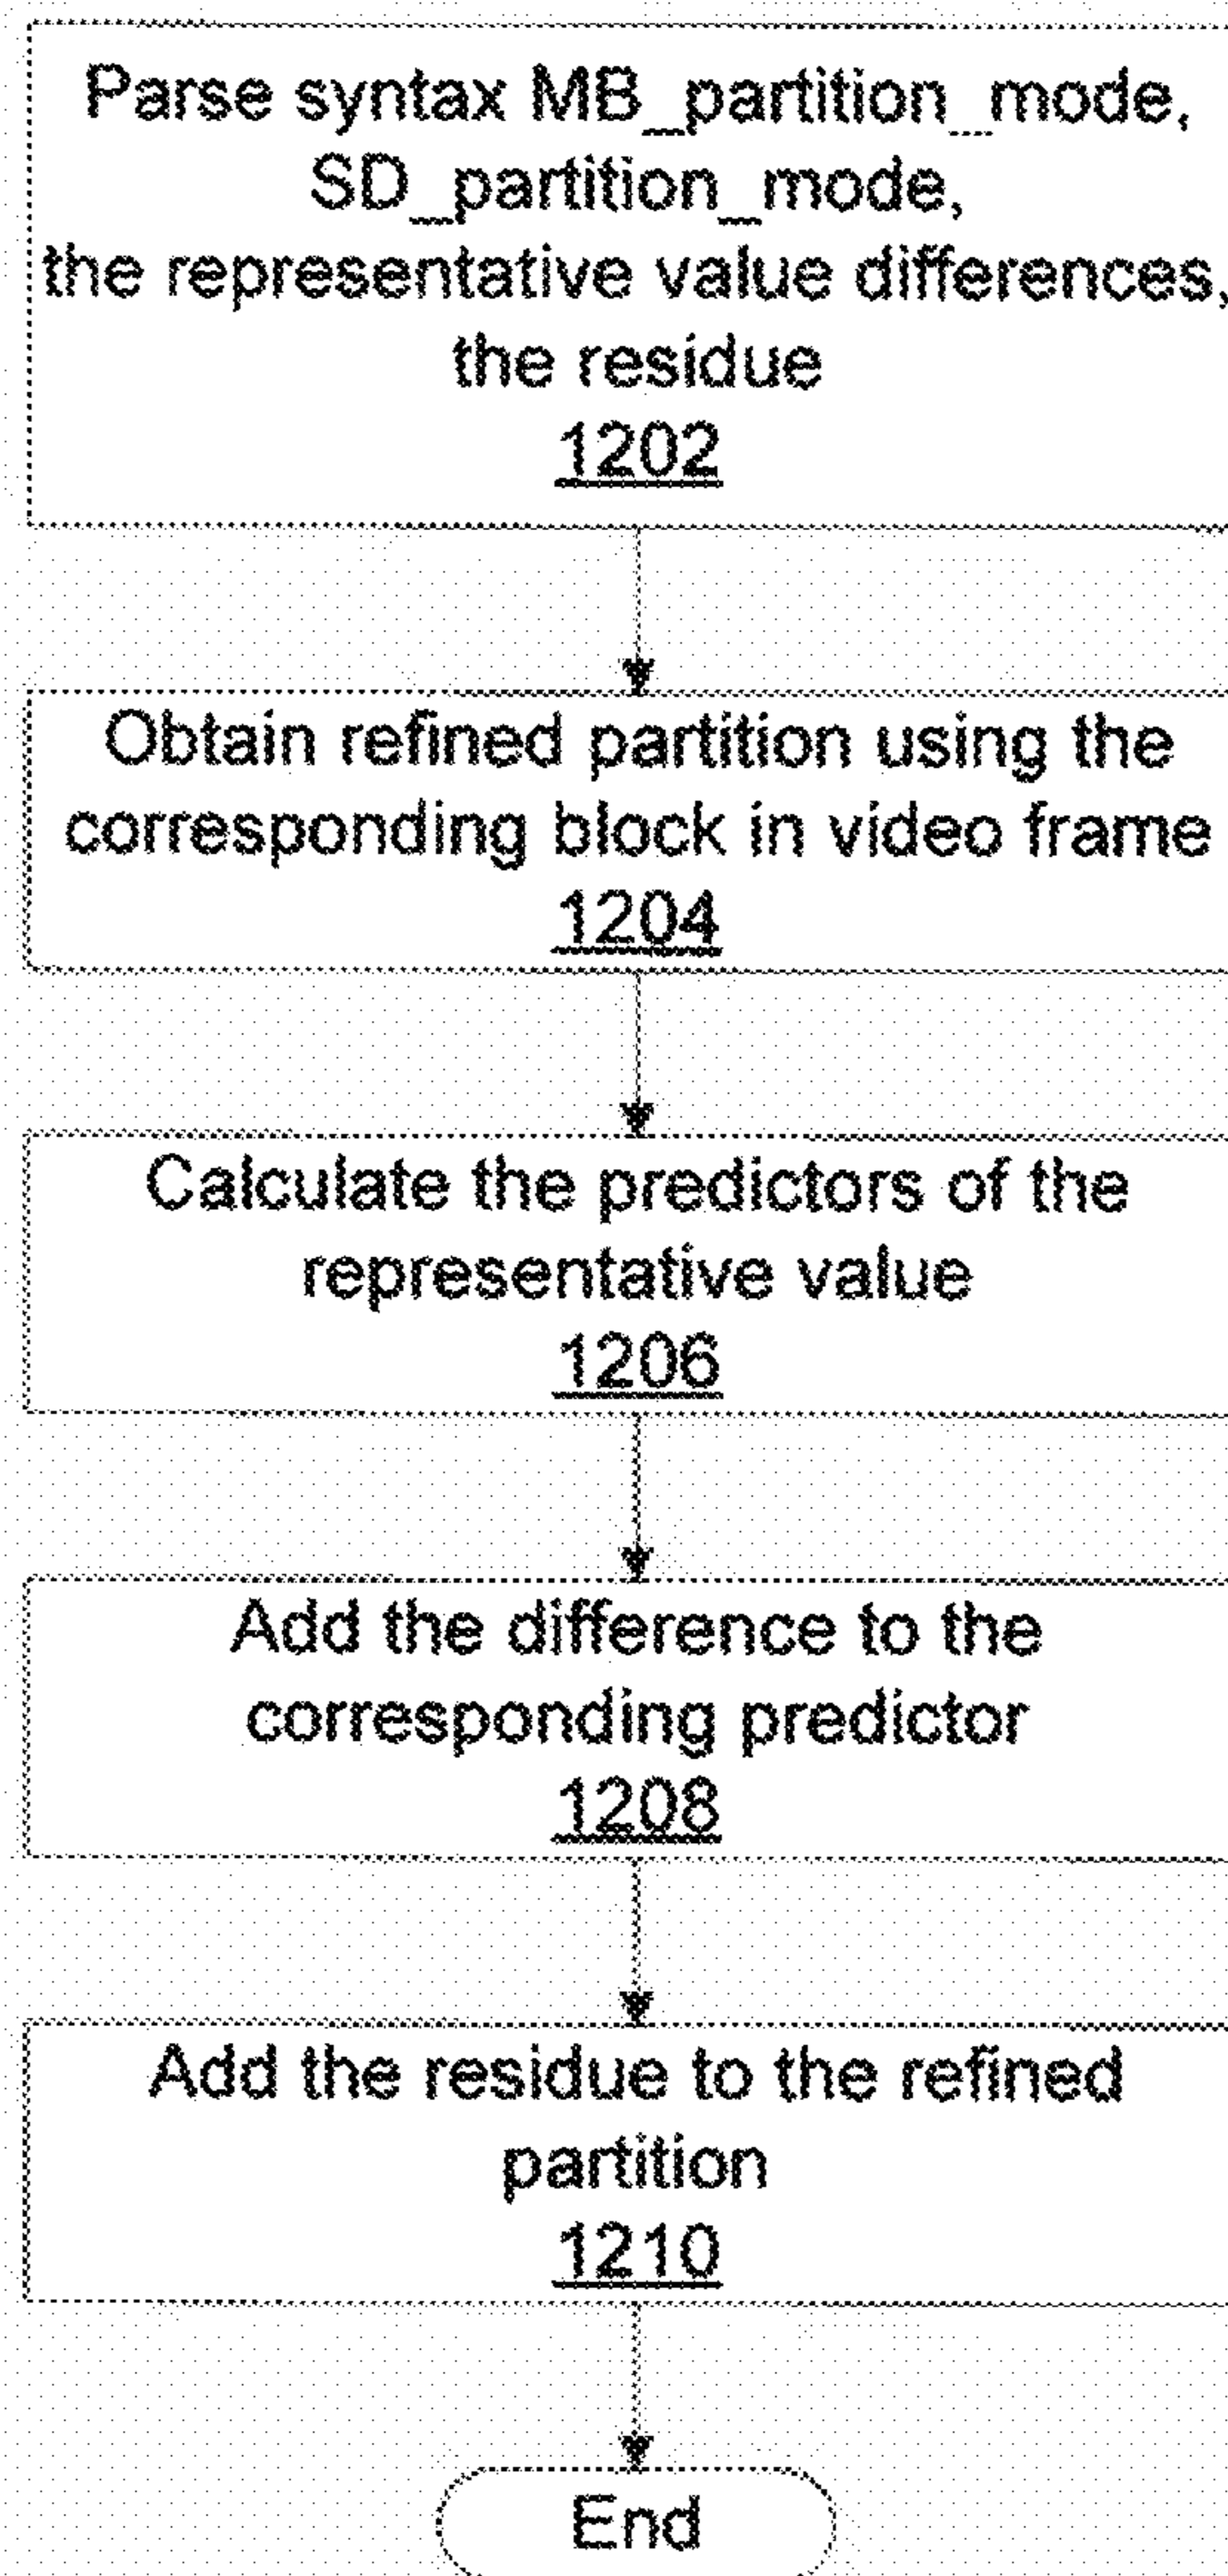 Parse syntax MB_partition_mode,
SD_partition_mode,
the representative value differences,
the residue
1202
Obtain refined partition using the
corresponding block in video frame
1204
Calculate the predictors of the
representative value
1206
Add the difference to the
corresponding predictor
1208
Add the residue to the refined
partition
1210
End